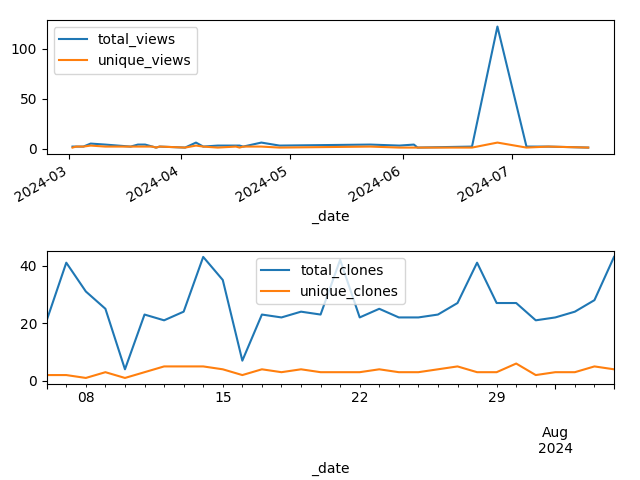 total_views
unique_views
100
50
0
2024-03
2024-04
2024-05
2024-06
2024-07
_date
total_clones
unique_clones
40
20
0
08
15
22
29
Aug
2024
_date